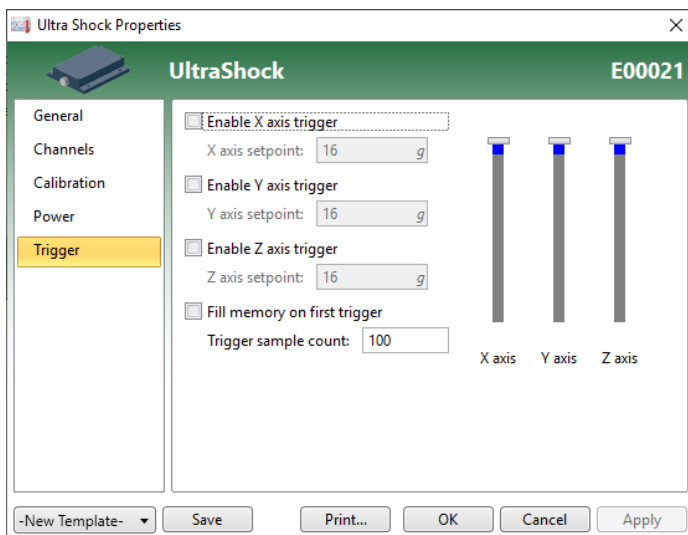 Ultra Shock Properties
UltraShock E00021
General
Channels
Calibration
Power
Trigger
Enable X axis trigger
X axis setpoint: 16 g
Enable Y axis trigger
Y axis setpoint: 16 g
Enable Z axis trigger
Z axis setpoint: 16 g
Fill memory on first trigger
Trigger sample count: 100
X axis Y axis Z axis
-New Template- Save Print... OK Cancel Apply